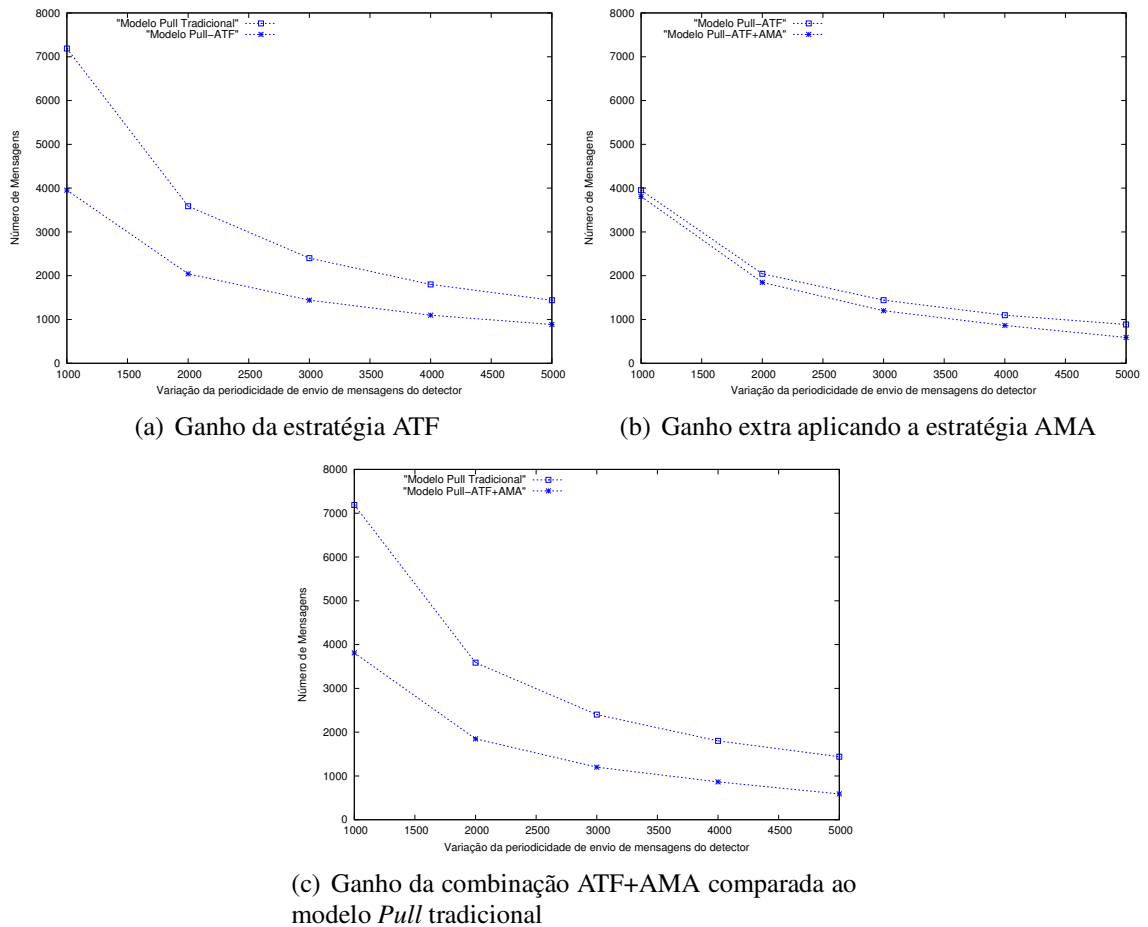 "Modelo Pull Tradicional"
"Modelo Pull-ATF"
Número de Mensagens
8000
7000
6000
5000
4000
3000
2000
1000
0
1000 1500 2000 2500 3000 3500 4000 4500 5000
Variação da periodicidade de envio de mensagens do detector
(a) Ganho da estratégia ATF
"Modelo Pull-ATF"
"Modelo Pull-ATF+AMA"
Número de Mensagens
8000
7000
6000
5000
4000
3000
2000
1000
0
1000 1500 2000 2500 3000 3500 4000 4500 5000
Variação da periodicidade de envio de mensagens do detector
(b) Ganho extra aplicando a estratégia AMA
"Modelo Pull Tradicional"
"Modelo Pull-ATF+AMA"
Número de Mensagens
8000
7000
6000
5000
4000
3000
2000
1000
0
1000 1500 2000 2500 3000 3500 4000 4500 5000
Variação da periodicidade de envio de mensagens do detector
(c) Ganho da combinação ATF+AMA comparada ao
modelo Pull tradicional